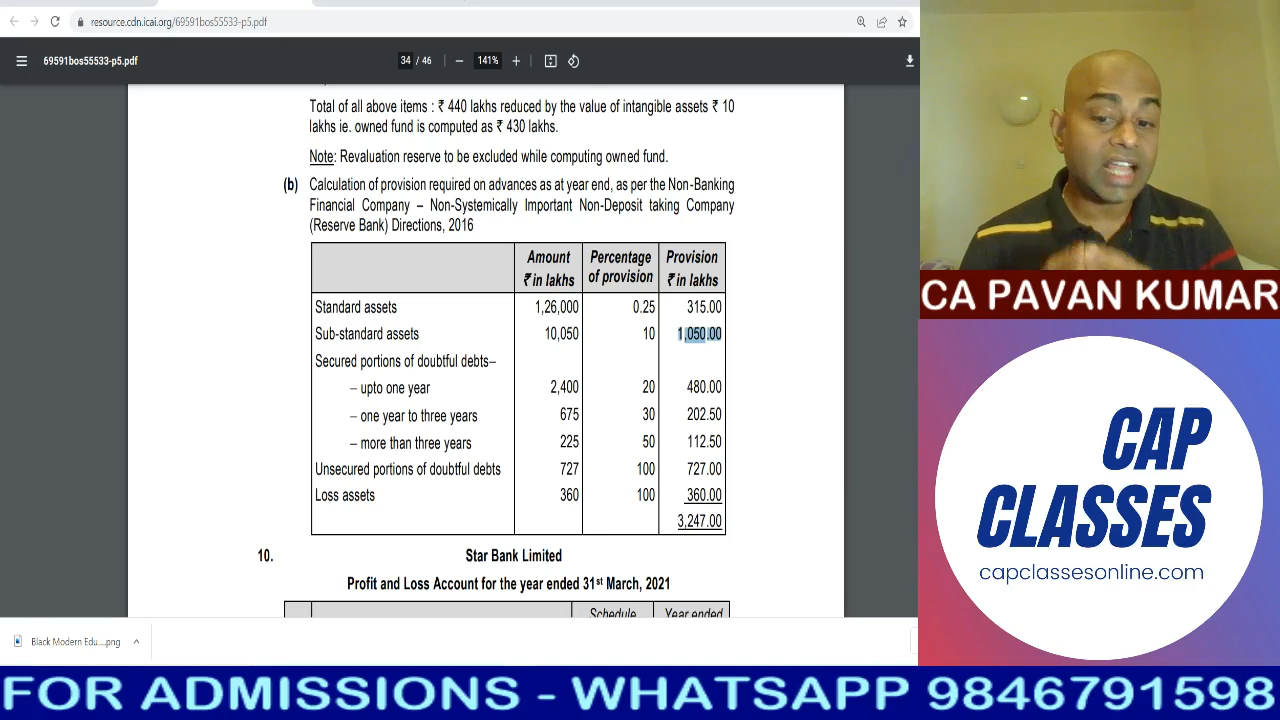 resource.cdn.icai.org/69591bos55533-p5.pdf
69591bos55533-p5.pdf
34 / 46
141%
Total of all above items : ₹ 440 lakhs reduced by the value of intangible assets ₹ 10
lakhs ie. owned fund is computed as ₹ 430 lakhs.
Note: Revaluation reserve to be excluded while computing owned fund.
(b) Calculation of provision required on advances as at year end, as per the Non-Banking
Financial Company – Non-Systemically Important Non-Deposit taking Company
(Reserve Bank) Directions, 2016
Amount Percentage Provision
₹ in lakhs of provision ₹ in lakhs
Standard assets 1,26,000 0.25 315.00
Sub-standard assets 10,050 10 1,050.00
Secured portions of doubtful debts–
– upto one year 2,400 20 480.00
– one year to three years 675 30 202.50
– more than three years 225 50 112.50
Unsecured portions of doubtful debts 727 100 727.00
Loss assets 360 100 360.00
3,247.00
10. Star Bank Limited
Profit and Loss Account for the year ended 31st March, 2021
Schedule Year ended
Black Modern Edu....png
CA PAVAN KUMAR
CAP
CLASSES
capclassesonline.com
FOR ADMISSIONS - WHATSAPP 9846791598